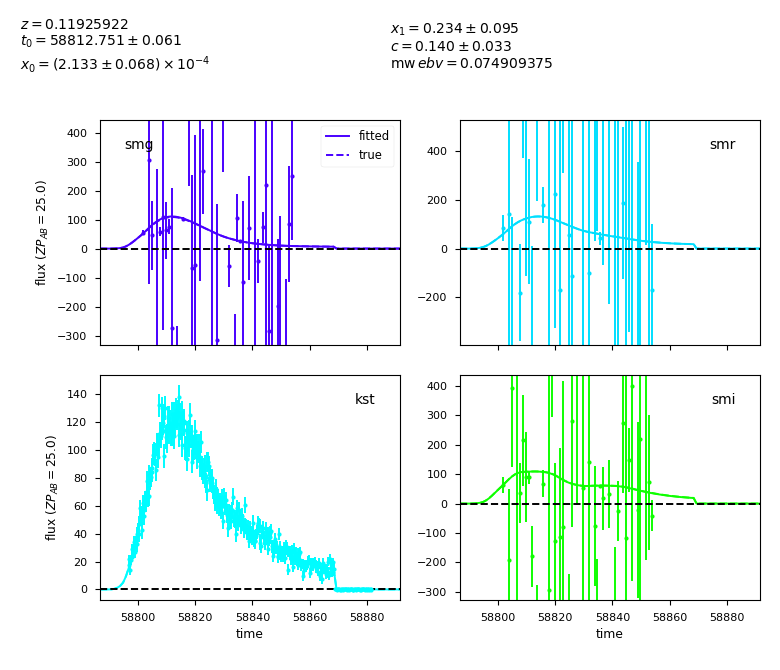 z = 0.11925922
t₀ = 58812.751 ± 0.061
x₀ = (2.133 ± 0.068) × 10⁻⁴
x₁ = 0.234 ± 0.095
c = 0.140 ± 0.033
mw ebv = 0.074909375
smg
fitted
true
400
300
200
100
0
−100
−200
−300
flux (ZP_AB = 25.0)
smr
400
200
0
−200
kst
140
120
100
80
60
40
20
0
flux (ZP_AB = 25.0)
58800 58820 58840 58860 58880
time
smi
400
300
200
100
0
−100
−200
−300
58800 58820 58840 58860 58880
time